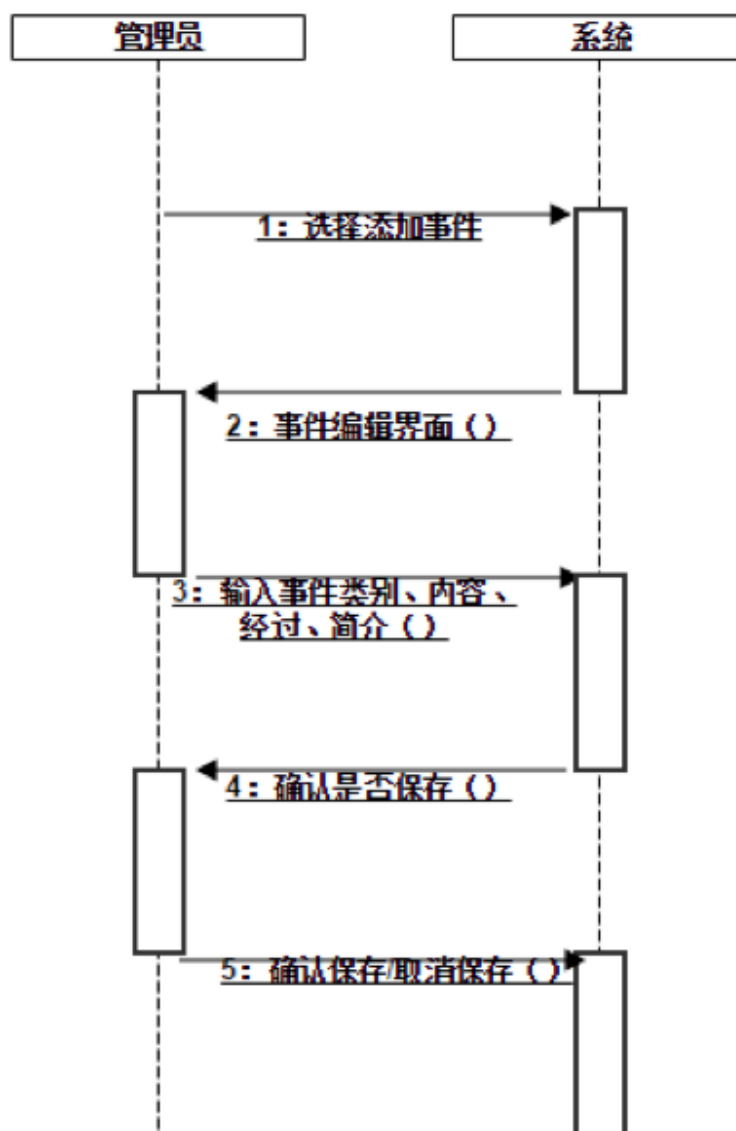 管理员
系统
1：选择添加事件
2：事件编辑界面（）
3：输入事件类别、内容、
经过、简介（）
4：确认是否保存（）
5：确认保存/取消保存（）